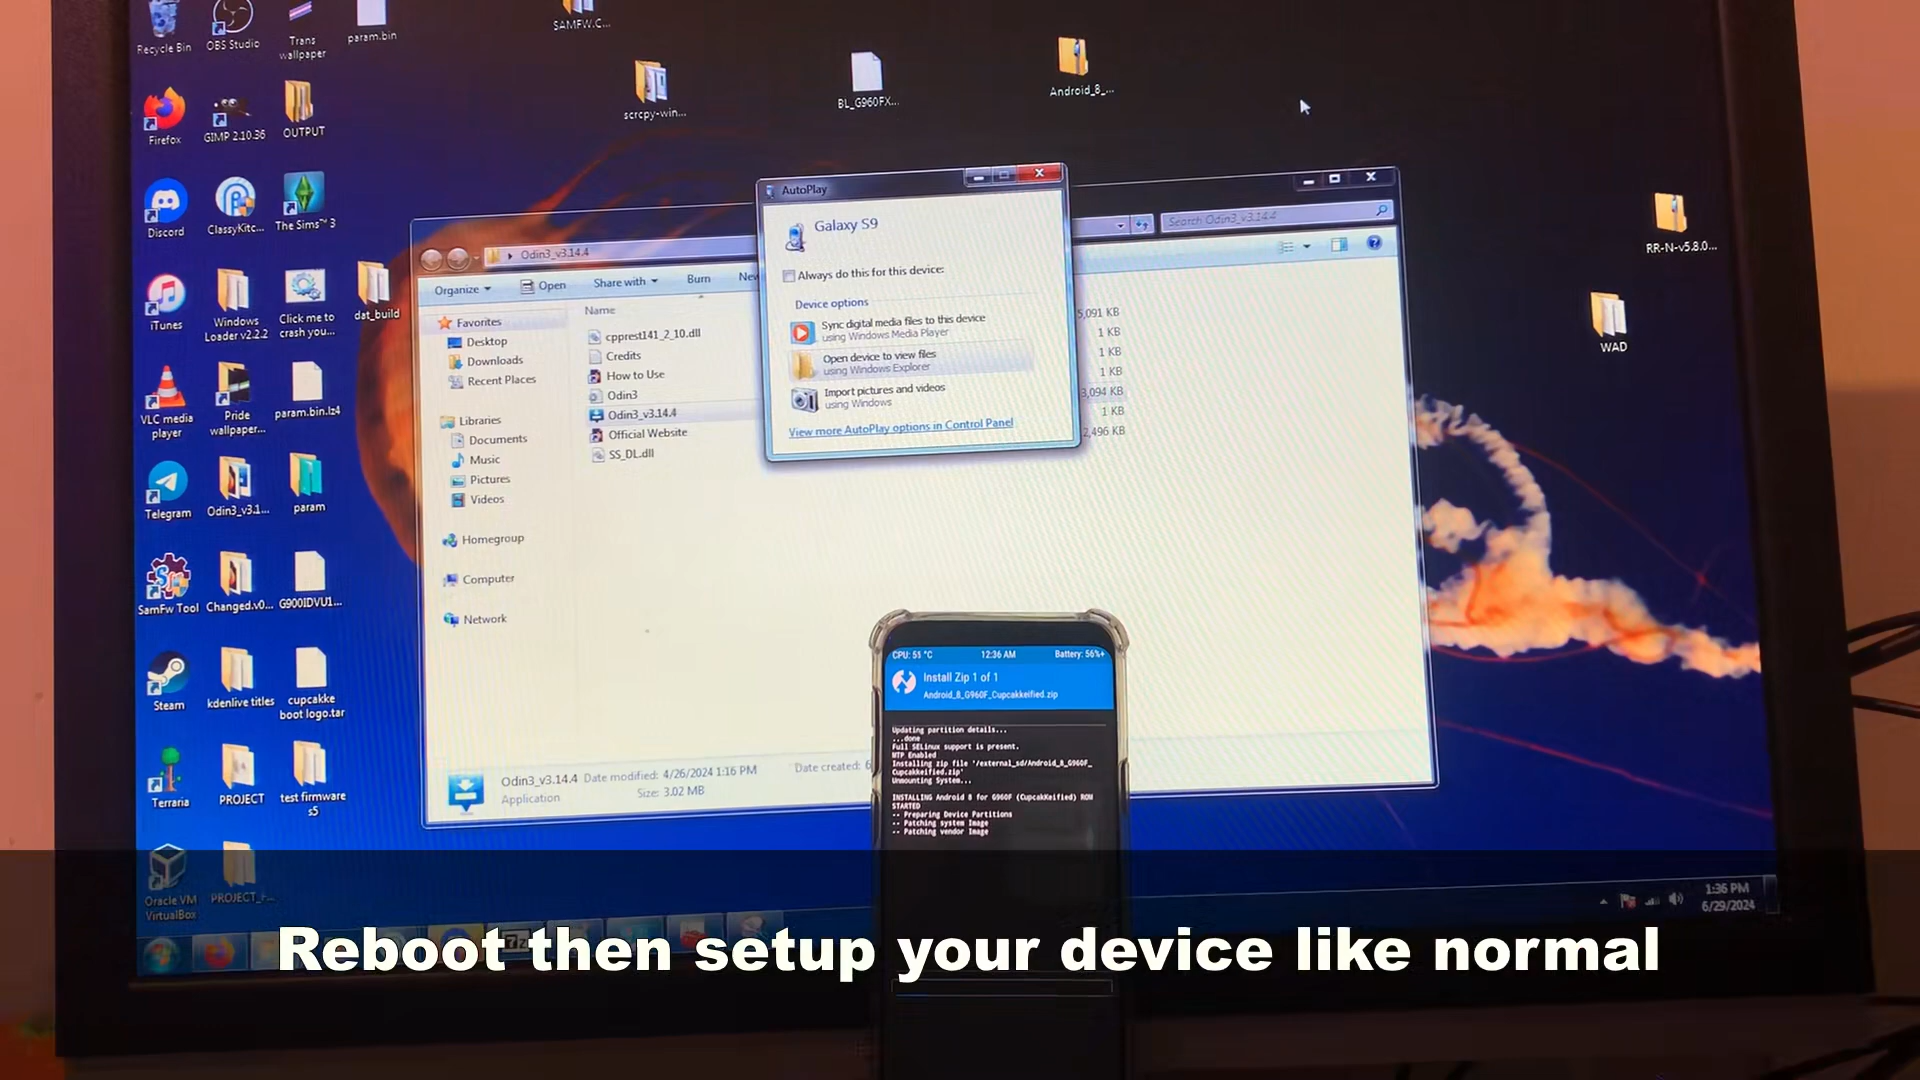 Recycle Bin
OBS Studio
Trans
wallpaper
param.bin
SAMFW.C...
scrcpy-win...
BL_G960FX...
Android_8_...
Firefox
GIMP 2.10.36
OUTPUT
Discord
ClassyKitc...
The Sims™ 3
RR-N-v5.8.0...
iTunes
Windows
Loader v2.2.2
Click me to
crash you...
dat_build
WAD
VLC media
player
Pride
wallpaper...
param.bin.lz4
Telegram
Odin3_v3.1...
param
SamFw Tool
Changed.v0...
G900IDVU1...
Steam
kdenlive titles
cupcakke
boot logo.tar
Terraria
PROJECT
test firmware
s5
Oracle VM
VirtualBox
PROJECT_F...
Odin3_v3.14.4
Search Odin3_v3.14.4
Organize
Open
Share with
Burn
New
Favorites
Desktop
Downloads
Recent Places
Libraries
Documents
Music
Pictures
Videos
Homegroup
Computer
Network
Name
cpprest141_2_10.dll
Credits
How to Use
Odin3
Odin3_v3.14.4
Official Website
SS_DL.dll
5,091 KB
1 KB
1 KB
1 KB
3,094 KB
1 KB
2,496 KB
Odin3_v3.14.4 Date modified: 4/26/2024 1:16 PM
Date created: 6
Application
Size: 3.02 MB
AutoPlay
Galaxy S9
Always do this for this device:
Device options
Sync digital media files to this device
using Windows Media Player
Open device to view files
using Windows Explorer
Import pictures and videos
using Windows
View more AutoPlay options in Control Panel
CPU: 51 °C
12:36 AM
Battery: 56%+
Install Zip 1 of 1
Android_8_G960F_Cupcakkeified.zip
Updating partition details...
...done
Full SELinux support is present.
MTP Enabled
Installing zip file '/external_sd/Android_8_G960F_
Cupcakkeified.zip'
Unmounting System...
INSTALLING Android 8 for G960F (CupcakKeified) ROM
STARTED
-- Preparing Device Partitions
-- Patching system Image
-- Patching vendor Image
1:36 PM
6/29/2024
Reboot then setup your device like normal